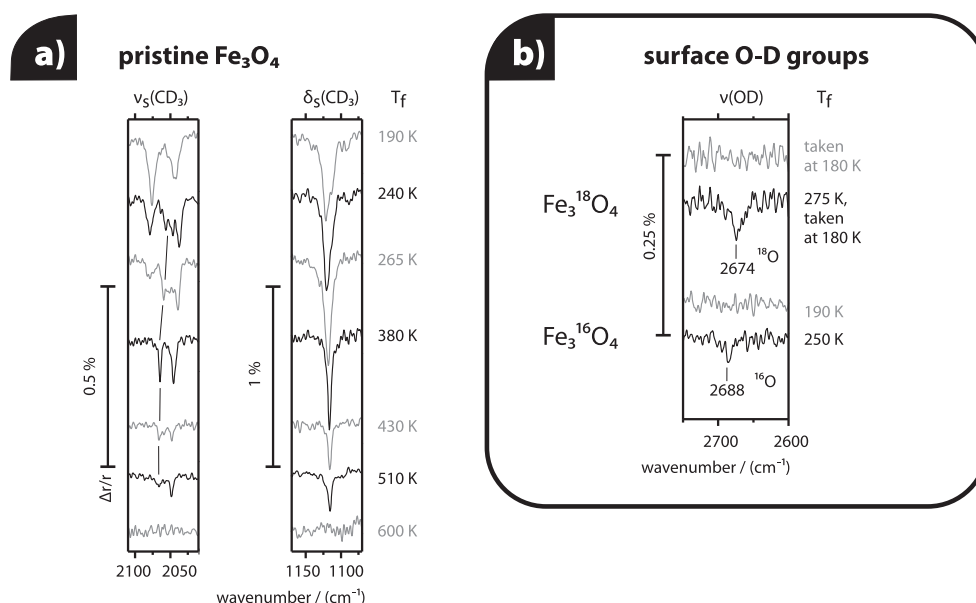 a)
pristine Fe₃O₄
νS(CD₃)
δS(CD₃)
Tf
190 K
240 K
265 K
380 K
430 K
510 K
600 K
0.5 %
Δr/r
1 %
2100 2050
1150 1100
wavenumber / (cm⁻¹)
b)
surface O-D groups
ν(OD)
Tf
taken
at 180 K
Fe₃¹⁸O₄
275 K,
taken
at 180 K
0.25 %
¹⁸O
2674
190 K
Fe₃¹⁶O₄
250 K
¹⁶O
2688
2700 2600
wavenumber / (cm⁻¹)